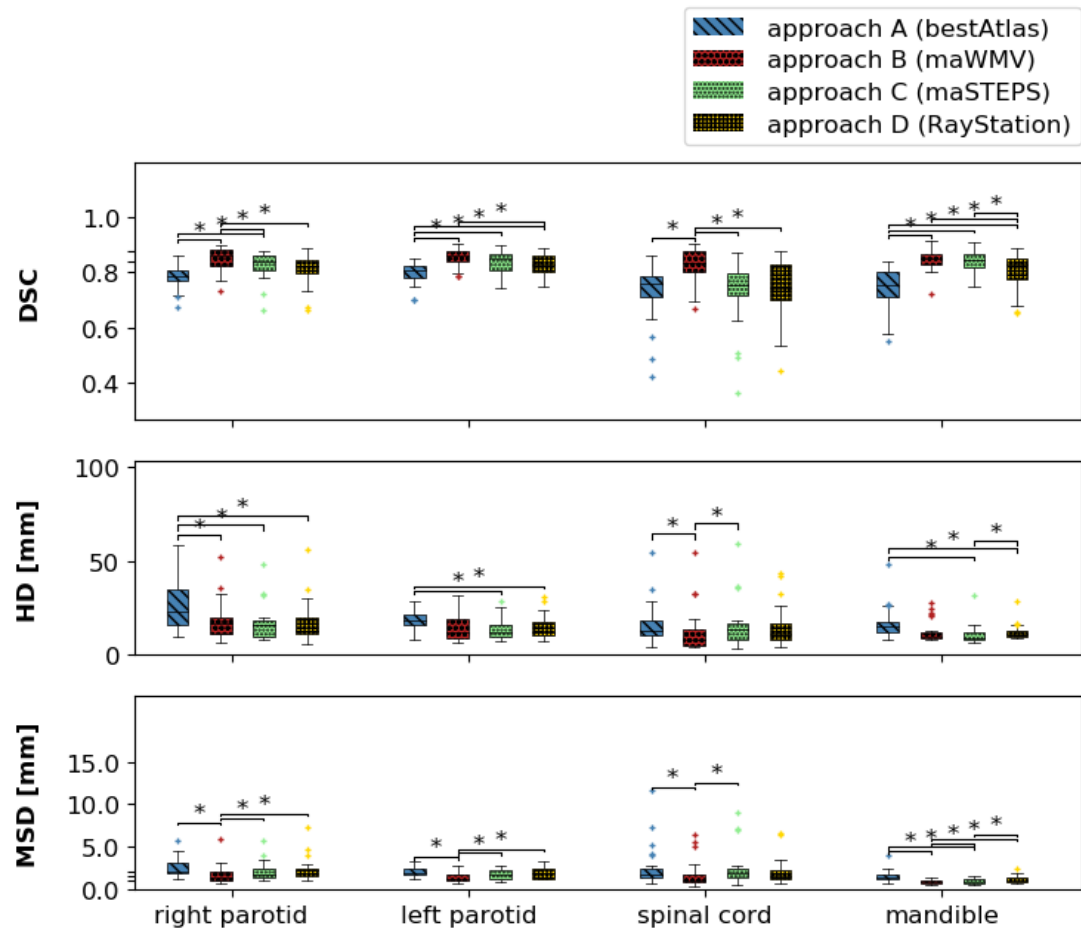 approach A (bestAtlas)
approach B (maWMV)
approach C (maSTEPS)
approach D (RayStation)
DSC
1.0
0.8
0.6
0.4
* * * *
* * * *
* * *
* * * * *
HD [mm]
100
50
0
* * *
* *
* *
* * *
MSD [mm]
15.0
10.0
5.0
0.0
* * *
* * *
* *
* * * * *
right parotid
left parotid
spinal cord
mandible